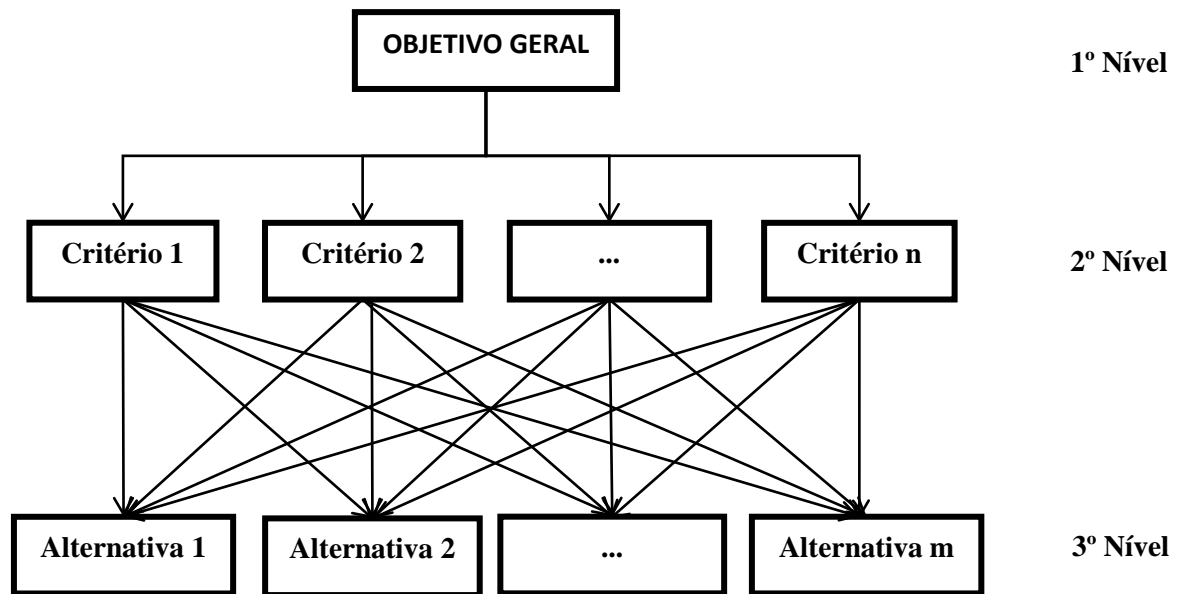 OBJETIVO GERAL
1º Nível
Critério 1
Critério 2
...
Critério n
2º Nível
Alternativa 1
Alternativa 2
...
Alternativa m
3º Nível